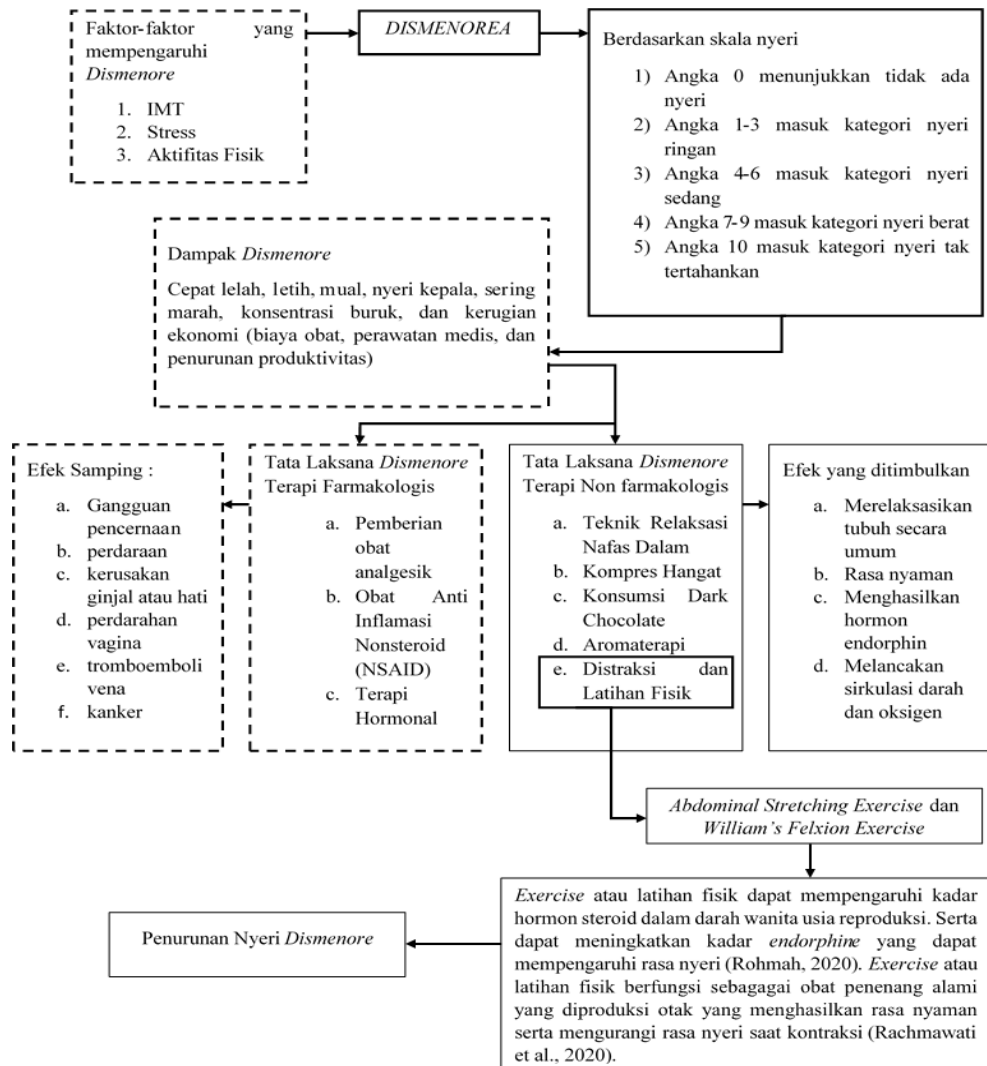 Faktor-faktor yang
mempengaruhi
Dismenore
1. IMT
2. Stress
3. Aktifitas Fisik
DISMENOREA
Berdasarkan skala nyeri
1) Angka 0 menunjukkan tidak ada
nyeri
2) Angka 1-3 masuk kategori nyeri
ringan
3) Angka 4-6 masuk kategori nyeri
sedang
4) Angka 7-9 masuk kategori nyeri berat
5) Angka 10 masuk kategori nyeri tak
tertahankan
Dampak Dismenore
Cepat lelah, letih, mual, nyeri kepala, sering
marah, konsentrasi buruk, dan kerugian
ekonomi (biaya obat, perawatan medis, dan
penurunan produktivitas)
Efek Samping :
a. Gangguan
pencernaan
b. perdaraan
c. kerusakan
ginjal atau hati
d. perdarahan
vagina
e. tromboemboli
vena
f. kanker
Tata Laksana Dismenore
Terapi Farmakologis
a. Pemberian
obat
analgesik
b. Obat Anti
Inflamasi
Nonsteroid
(NSAID)
c. Terapi
Hormonal
Tata Laksana Dismenore
Terapi Non farmakologis
a. Teknik Relaksasi
Nafas Dalam
b. Kompres Hangat
c. Konsumsi Dark
Chocolate
d. Aromaterapi
e. Distraksi dan
Latihan Fisik
Efek yang ditimbulkan
a. Merelaksasikan
tubuh secara
umum
b. Rasa nyaman
c. Menghasilkan
hormon
endorphin
d. Melancakan
sirkulasi darah
dan oksigen
Abdominal Stretching Exercise dan
William's Felxion Exercise
Exercise atau latihan fisik dapat mempengaruhi kadar
hormon steroid dalam darah wanita usia reproduksi. Serta
dapat meningkatkan kadar endorphine yang dapat
mempengaruhi rasa nyeri (Rohmah, 2020). Exercise atau
latihan fisik berfungsi sebagagai obat penenang alami
yang diproduksi otak yang menghasilkan rasa nyaman
serta mengurangi rasa nyeri saat kontraksi (Rachmawati
et al., 2020).
Penurunan Nyeri Dismenore